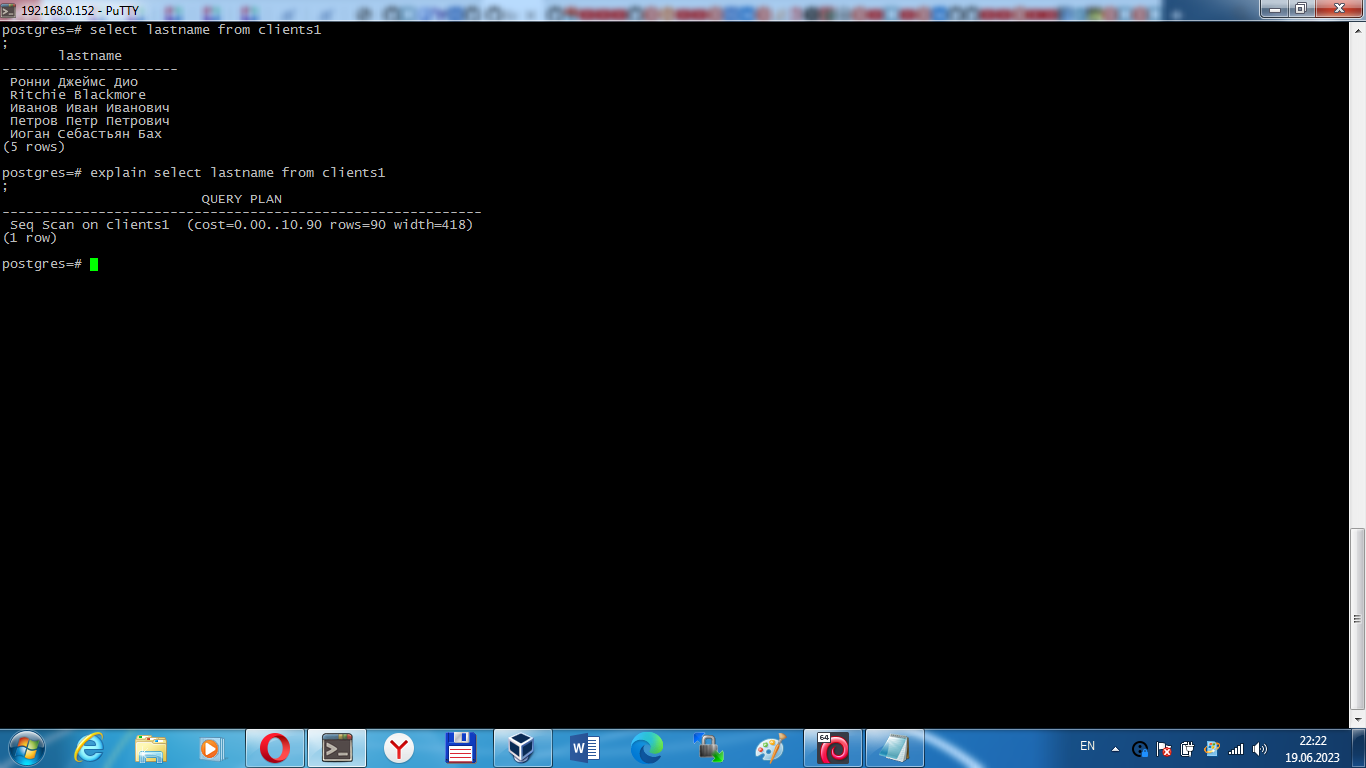 192.168.0.152 - PuTTY
postgres=# select lastname from clients1
;
lastname
----------------------
Ронни Джеймс Дио
Ritchie Blackmore
Иванов Иван Иванович
Петров Петр Петрович
Иоган Себастьян Бах
(5 rows)
postgres=# explain select lastname from clients1
;
QUERY PLAN
------------------------------------------------------------
Seq Scan on clients1  (cost=0.00..10.90 rows=90 width=418)
(1 row)
postgres=#
64
EN
22:22
19.06.2023